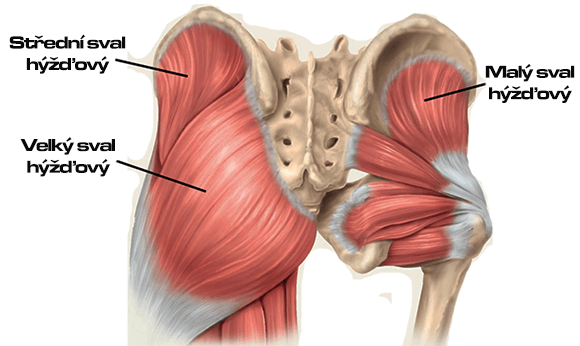 Střední sval
hýžďový
Malý sval
hýžďový
Velký sval
hýžďový